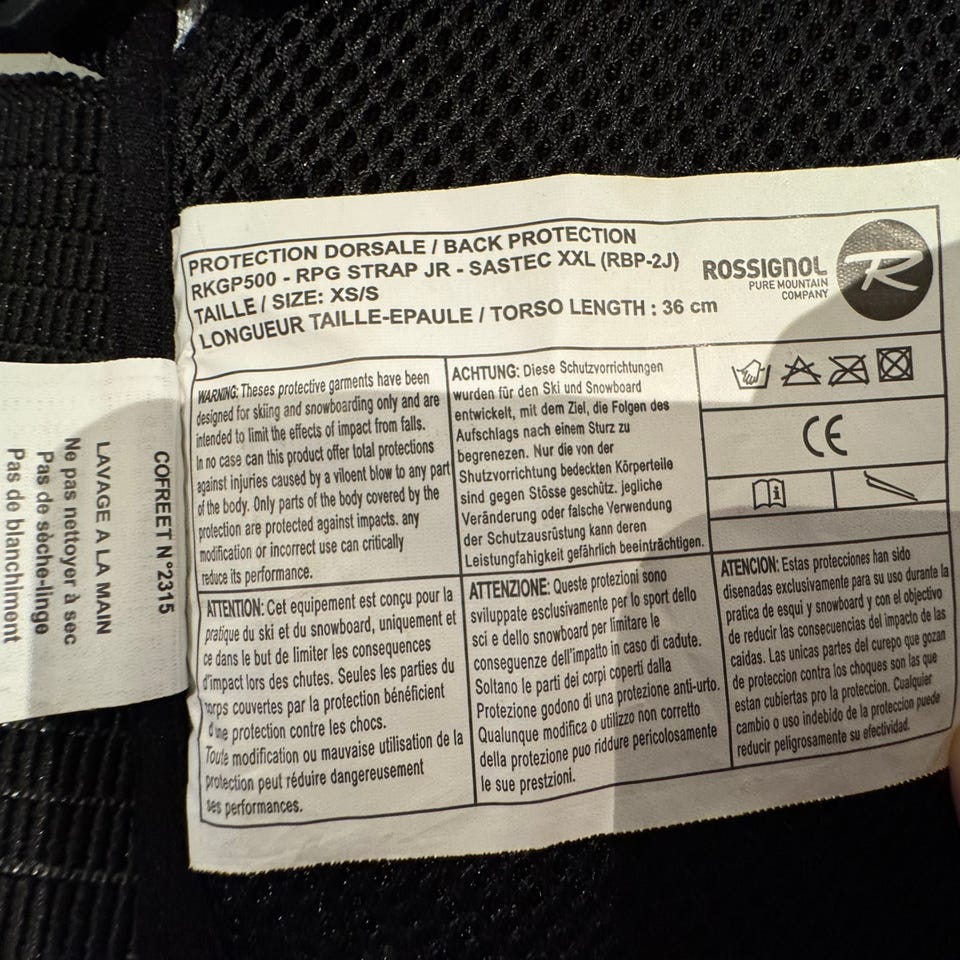 PROTECTION DORSALE / BACK PROTECTION
RKGP500 - RPG STRAP JR - SASTEC XXL (RBP-2J)
TAILLE / SIZE: XS/S
LONGUEUR TAILLE-EPAULE / TORSO LENGTH : 36 cm
ROSSIGNOL
PURE MOUNTAIN
COMPANY
R
WARNING: Theses protective garments have been
designed for skiing and snowboarding only and are
intended to limit the effects of impact from falls.
In no case can this product offer total protections
against injuries caused by a viloent blow to any part
of the body. Only parts of the body covered by the
protection are protected against impacts. any
modification or incorrect use can critically
reduce its performance.
ACHTUNG: Diese Schutzvorrichtungen
wurden für den Ski und Snowboard
entwickelt, mit dem Ziel, die Folgen des
Aufschlags nach einem Sturz zu
begrenezen. Nur die von der
Shutzvorrichtung bedeckten Körperteile
sind gegen Stösse geschütz. jegliche
Veränderung oder falsche Verwendung
der Schutzausrüstung kann deren
Leistungfahigkeit gefährlich beeinträchtigen.
CE
i
ATTENTION: Cet equipement est conçu pour la
pratique du ski et du snowboard, uniquement et
ce dans le but de limiter les consequences
d'impact lors des chutes. Seules les parties du
corps couvertes par la protection bénéficient
d'une protection contre les chocs.
Toute modification ou mauvaise utilisation de la
protection peut réduire dangereusement
ses performances.
ATTENZIONE: Queste protezioni sono
sviluppate esclusivamente per lo sport dello
sci e dello snowboard per limitare le
conseguenze dell'impatto in caso di cadute.
Soltano le parti dei corpi coperti dalla
Protezione godono di una protezione anti-urto.
Qualunque modifica o utilizzo non corretto
della protezione puo riddure pericolosamente
le sue prestzioni.
ATENCION: Estas protecciones han sido
disenadas exclusivamente para su uso durante la
pratica de esqui y snowboard y con el objectivo
de reducir las consecuencias del impacto de las
caidas. Las unicas partes del curepo que gozan
de proteccion contra los choques son las que
estan cubiertas pro la proteccion. Cualquier
cambio o uso indebido de la proteccion puede
reducir peligrosamente su efectividad.
COFREET N°2315
LAVAGE A LA MAIN
Ne pas nettoyer à sec
Pas de sèche-linge
Pas de blanchiment